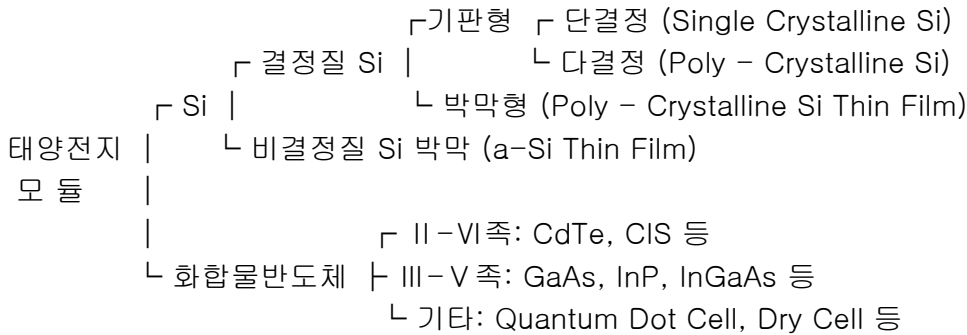 ┌기판형 ┌ 단결정 (Single Crystalline Si)
┌ 결정질 Si | └ 다결정 (Poly - Crystalline Si)
┌ Si | └ 박막형 (Poly - Crystalline Si Thin Film)
태양전지 | └ 비결정질 Si 박막 (a-Si Thin Film)
모 듈 |
| ┌ Ⅱ-Ⅵ족: CdTe, CIS 등
└ 화합물반도체 ├ Ⅲ-Ⅴ족: GaAs, InP, InGaAs 등
└ 기타: Quantum Dot Cell, Dry Cell 등